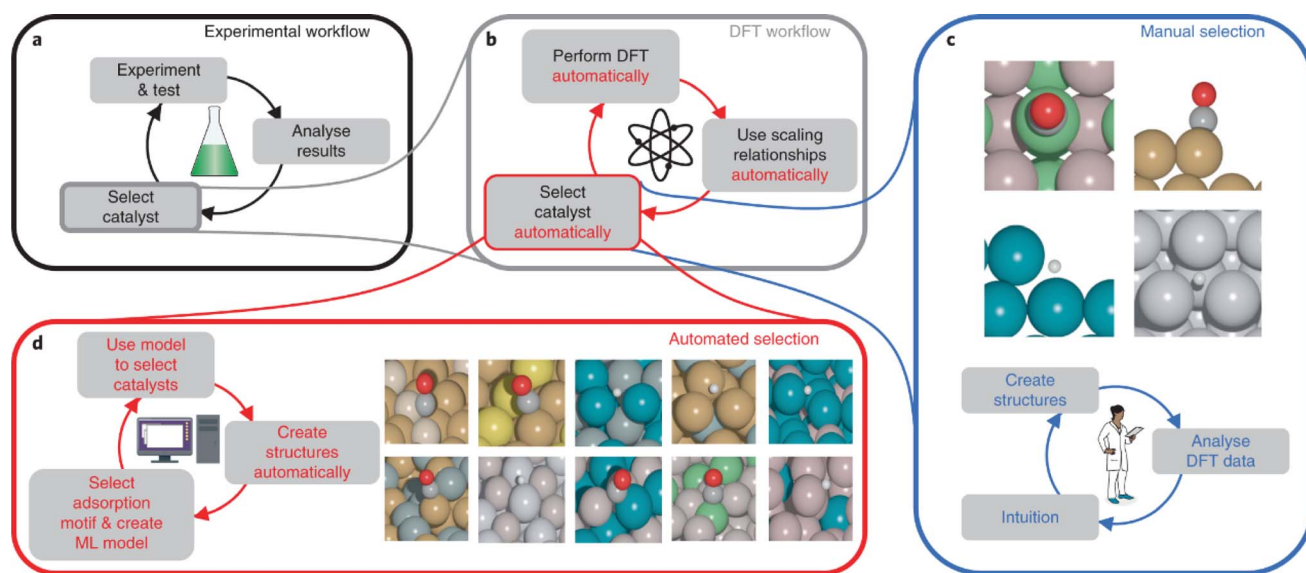 a
Experimental workflow
Experiment
& test
Analyse
results
Select
catalyst
b
DFT workflow
Perform DFT
automatically
Use scaling
relationships
automatically
Select
catalyst
automatically
c
Manual selection
Create
structures
Analyse
DFT data
Intuition
d
Automated selection
Use model
to select
catalysts
Create
structures
automatically
Select
adsorption
motif & create
ML model